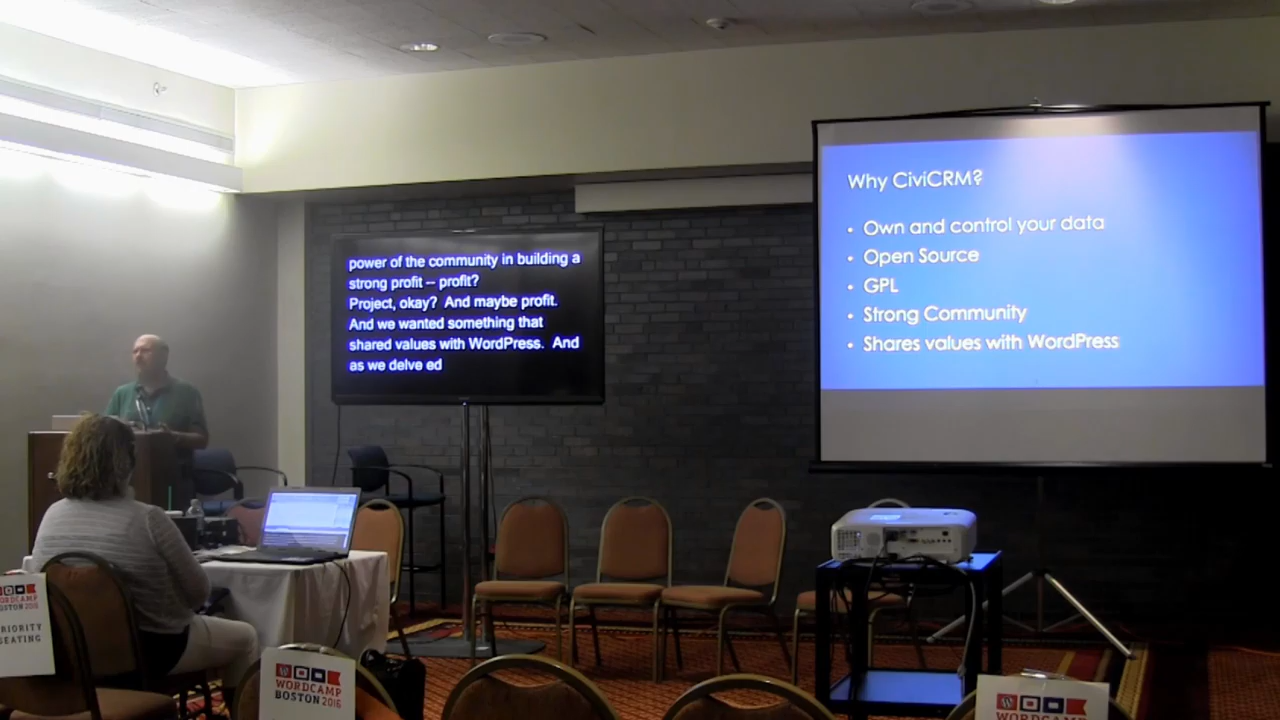 power of the community in building a
strong profit -- profit?
Project, okay?  And maybe profit.
And we wanted something that
shared values with WordPress.  And
as we delve ed
Why CiviCRM?
• Own and control your data
• Open Source
• GPL
• Strong Community
• Shares values with WordPress
WORDCAMP
BOSTON 2016
RIORITY
SEATING
WORDCAMP
BOSTON 2016
WORDCAMP